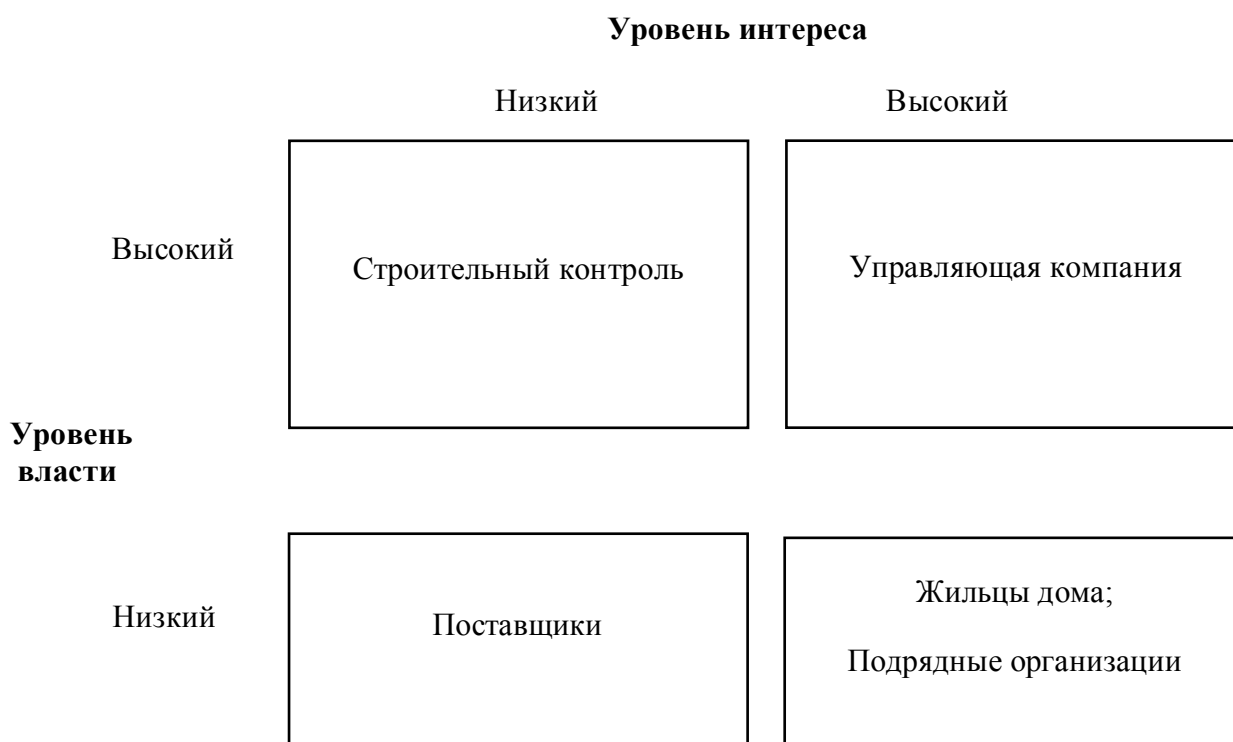 Уровень интереса
Низкий
Высокий
Высокий
Строительный контроль
Управляющая компания
Уровень
власти
Низкий
Поставщики
Жильцы дома;
Подрядные организации